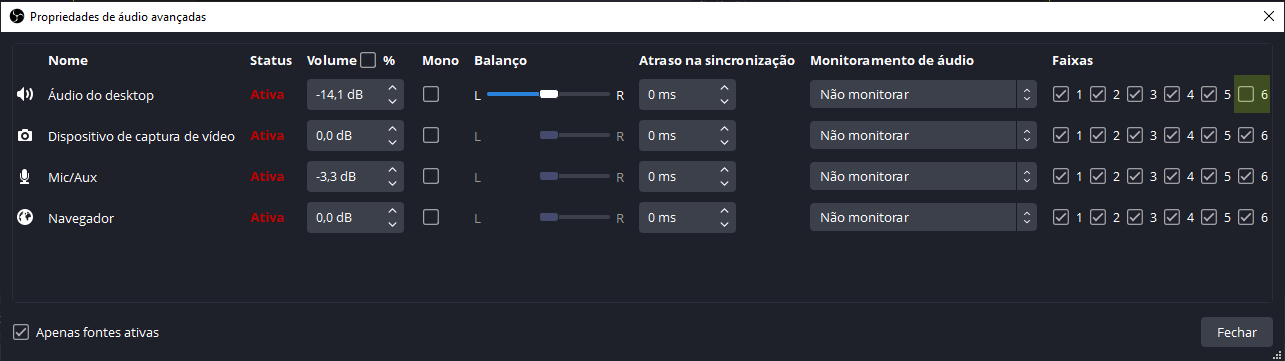 Propriedades de áudio avançadas
Nome Status Volume % Mono Balanço Atraso na sincronização Monitoramento de áudio Faixas
Áudio do desktop Ativa -14,1 dB L R 0 ms Não monitorar 1 2 3 4 5 6
Dispositivo de captura de vídeo Ativa 0,0 dB L R 0 ms Não monitorar 1 2 3 4 5 6
Mic/Aux Ativa -3,3 dB L R 0 ms Não monitorar 1 2 3 4 5 6
Navegador Ativa 0,0 dB L R 0 ms Não monitorar 1 2 3 4 5 6
Apenas fontes ativas Fechar